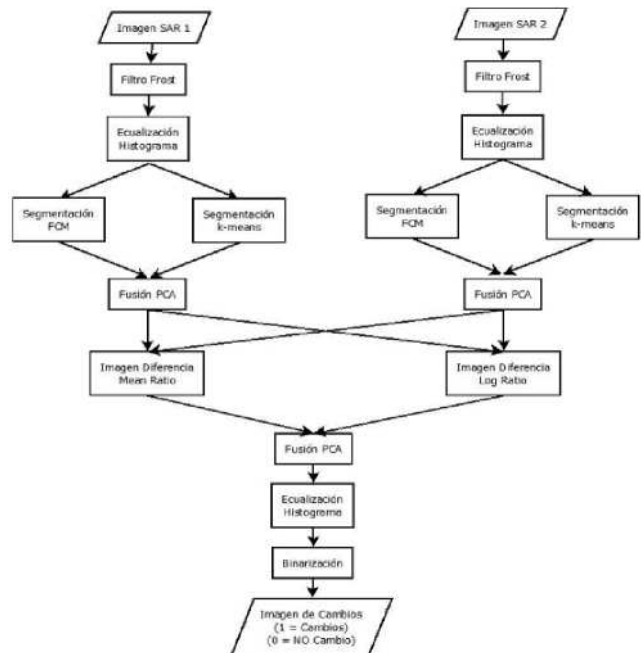 Imagen SAR 1
Imagen SAR 2
Filtro Frost
Filtro Frost
Ecualización
Histograma
Ecualización
Histograma
Segmentación
FCM
Segmentación
k-means
Segmentación
FCM
Segmentación
k-means
Fusión PCA
Fusión PCA
Imagen Diferencia
Mean Ratio
Imagen Diferencia
Log Ratio
Fusión PCA
Ecualización
Histograma
Binarización
Imagen de Cambios
(1 = Cambios)
(0 = NO Cambio)